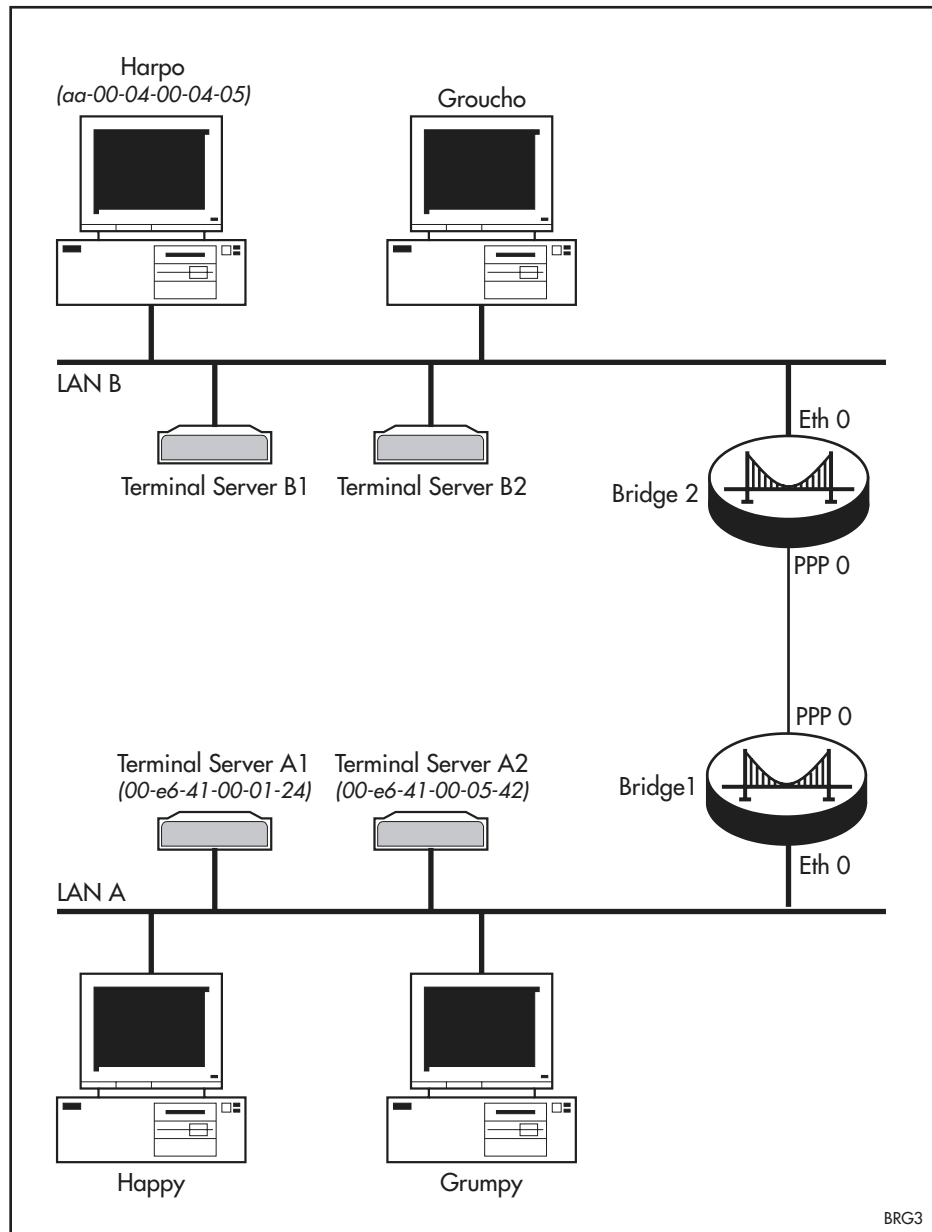 Harpo
(aa-00-04-00-04-05)
Groucho
LAN B
Eth 0
Terminal Server B1
Terminal Server B2
Bridge 2
PPP 0
PPP 0
Terminal Server A1
(00-e6-41-00-01-24)
Terminal Server A2
(00-e6-41-00-05-42)
Bridge1
Eth 0
LAN A
Happy
Grumpy
BRG3